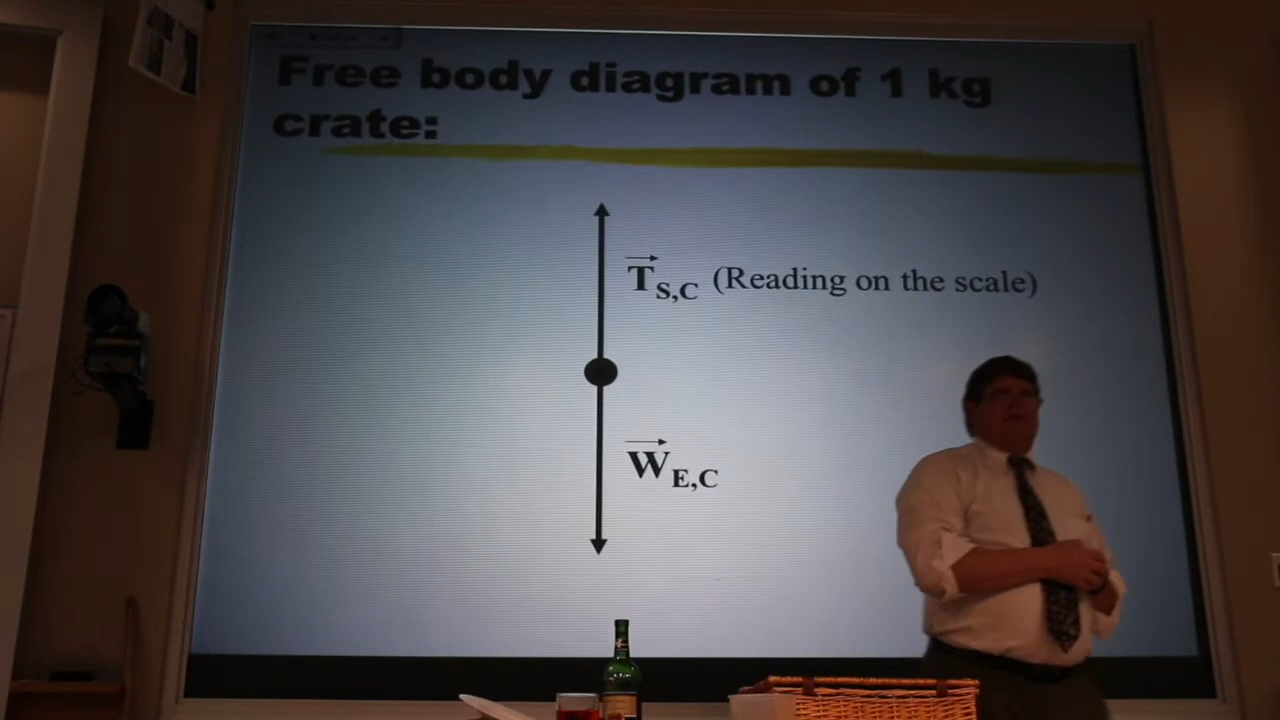 Free body diagram of 1 kg
crate:
T S,C (Reading on the scale)
W E,C